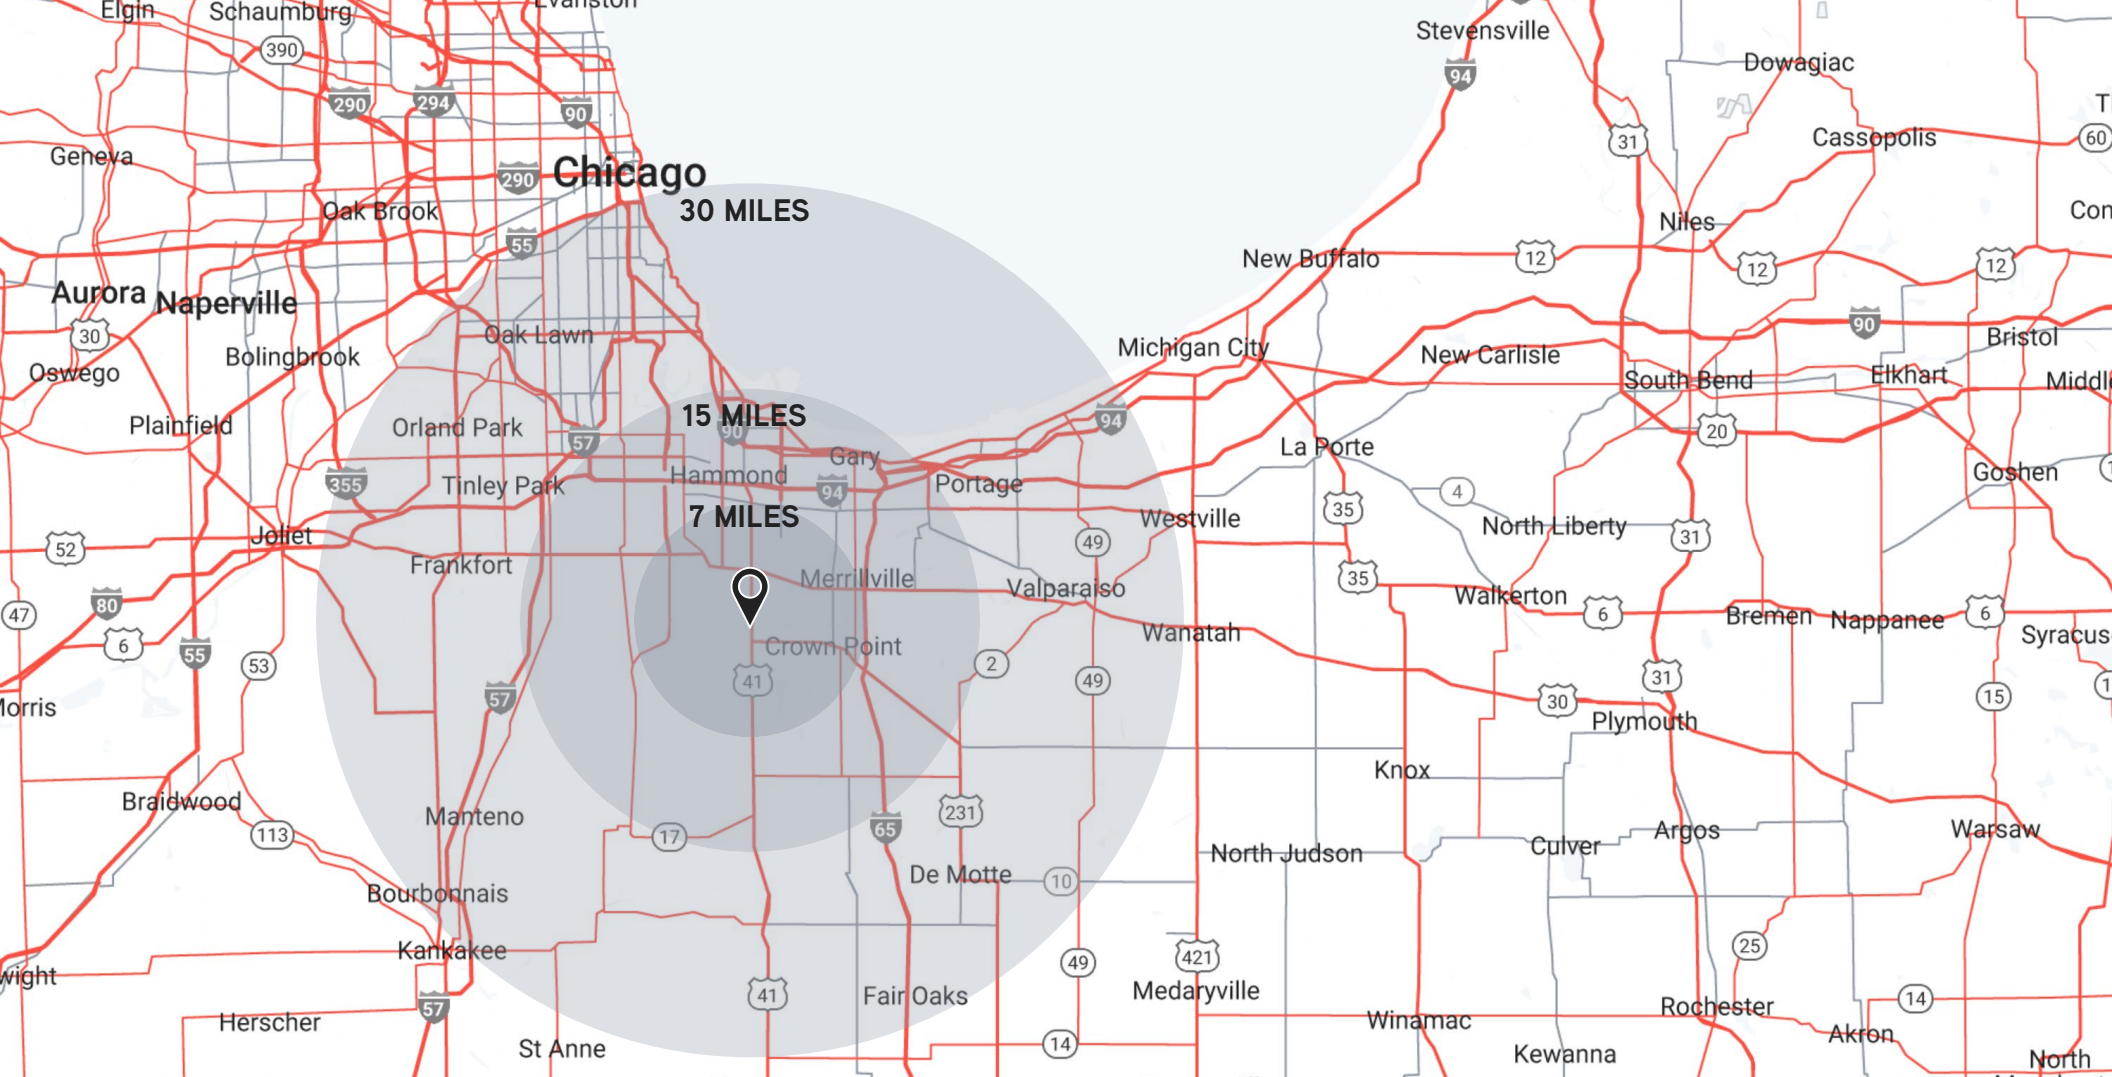 Elgin
Schaumburg
Evanston
Stevensville
390
94
Dowagiac
290
294
90
31
Cassopolis
60
Geneva
Chicago
290
30 MILES
Oak Brook
55
Niles
Con
New Buffalo
12
12
12
Aurora
Naperville
30
Oak Lawn
90
Bristol
Bolingbrook
Michigan City
New Carlisle
Oswego
South Bend
Elkhart
Middle
Plainfield
Orland Park
15 MILES
90
94
57
20
La Porte
Gary
Hammond
355
Tinley Park
94
Portage
4
Goshen
35
7 MILES
Westville
North Liberty
Joliet
52
49
31
Frankfort
Merrillville
Valparaiso
35
Walkerton
80
47
6
Bremen
Nappanee
6
Syracus
6
Crown Point
Wanatah
55
53
2
41
49
31
57
30
15
Morris
Plymouth
Knox
Braidwood
Manteno
113
17
65
231
Argos
Warsaw
Culver
North Judson
De Motte
10
Bourbonnais
Kankakee
25
wight
49
421
41
Fair Oaks
Medaryville
57
14
Herscher
Rochester
Winamac
Akron
St Anne
14
Kewanna
North